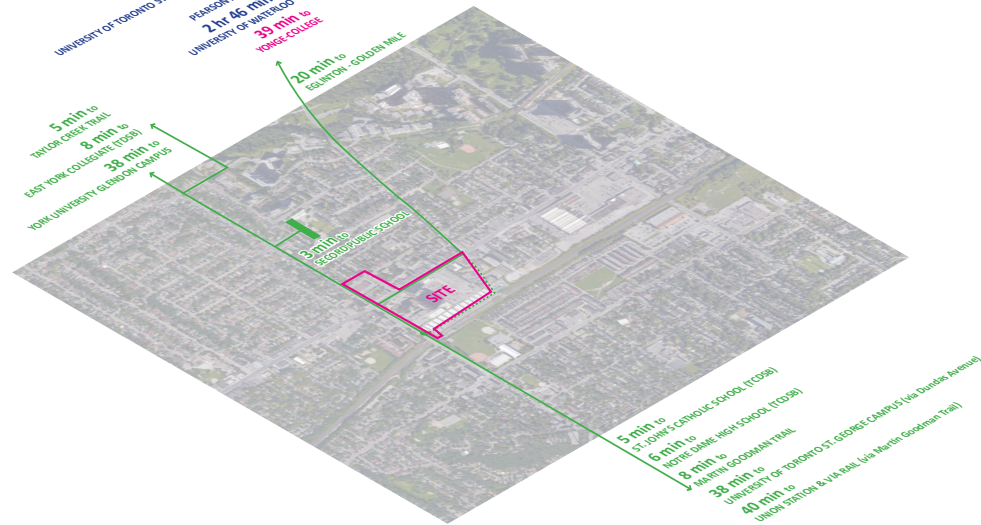 UNIVERSITY OF TORONTO
PEARSON
2 hr 46 min to
UNIVERSITY OF WATERLOO
39 min to
YONGE-COLLEGE
20 min to
EGLINTON - GOLDEN MILE
5 min to
TAYLOR CREEK TRAIL
8 min to
EAST YORK COLLEGIATE (TDSB)
38 min to
YORK UNIVERSITY GLENDON CAMPUS
3 min to
SECORD PUBLIC SCHOOL
SITE
5 min to
ST. JOHN'S CATHOLIC SCHOOL (TCDSB)
6 min to
NOTRE DAME HIGH SCHOOL (TCDSB)
8 min to
MARTIN GOODMAN TRAIL
38 min to
UNIVERSITY OF TORONTO ST. GEORGE CAMPUS (via Dundas Avenue)
40 min to
UNION STATION & VIA RAIL (via Martin Goodman Trail)